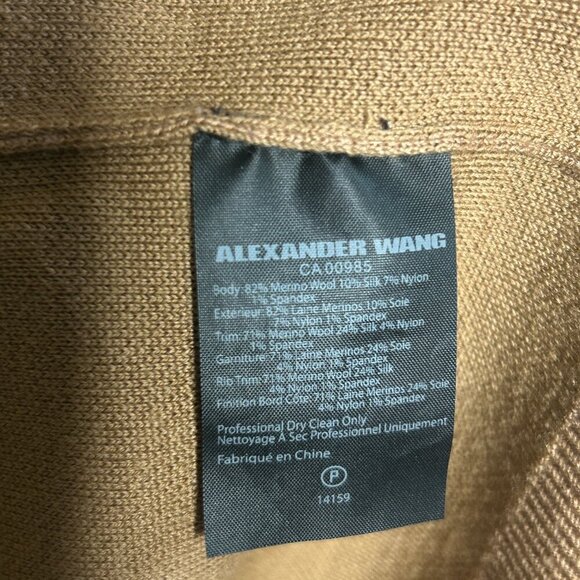 ALEXANDER WANG
CA 00985
Body: 82% Merino Wool 10% Silk 7% Nylon
1% Spandex
Extérieur: 82% Laine Merinos 10% Soie
7% Nylon 1% Spandex
Trim: 71% Merino Wool 24% Silk 4% Nylon
1% Spandex
Garniture: 71% Laine Merinos 24% Soie
4% Nylon 1% Spandex
Rib Trim: 71% Merino Wool 24% Silk
4% Nylon 1% Spandex
Finition Bord Côte: 71% Laine Merinos 24% Soie
4% Nylon 1% Spandex
Professional Dry Clean Only
Nettoyage À Sec Professionnel Uniquement
Fabriqué en Chine
P
14159